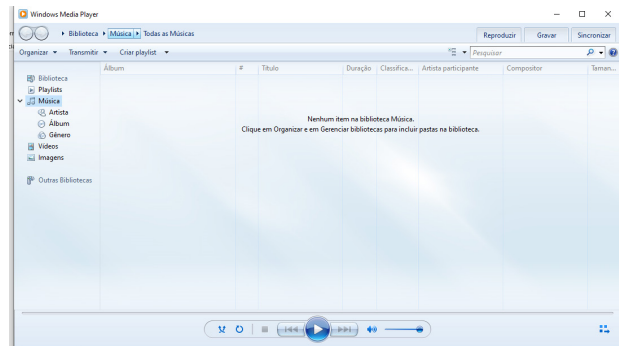 Windows Media Player
Biblioteca Música Todas as Músicas
Reproduzir Gravar Sincronizar
Organizar Transmitir Criar playlist Pesquisar
Álbum # Título Duração Classifica... Artista participante Compositor Taman...
Biblioteca
Playlists
Música
Artista
Álbum
Gênero
Vídeos
Imagens
Outras Bibliotecas
Nenhum item na biblioteca Música.
Clique em Organizar e em Gerenciar bibliotecas para incluir pastas na biblioteca.